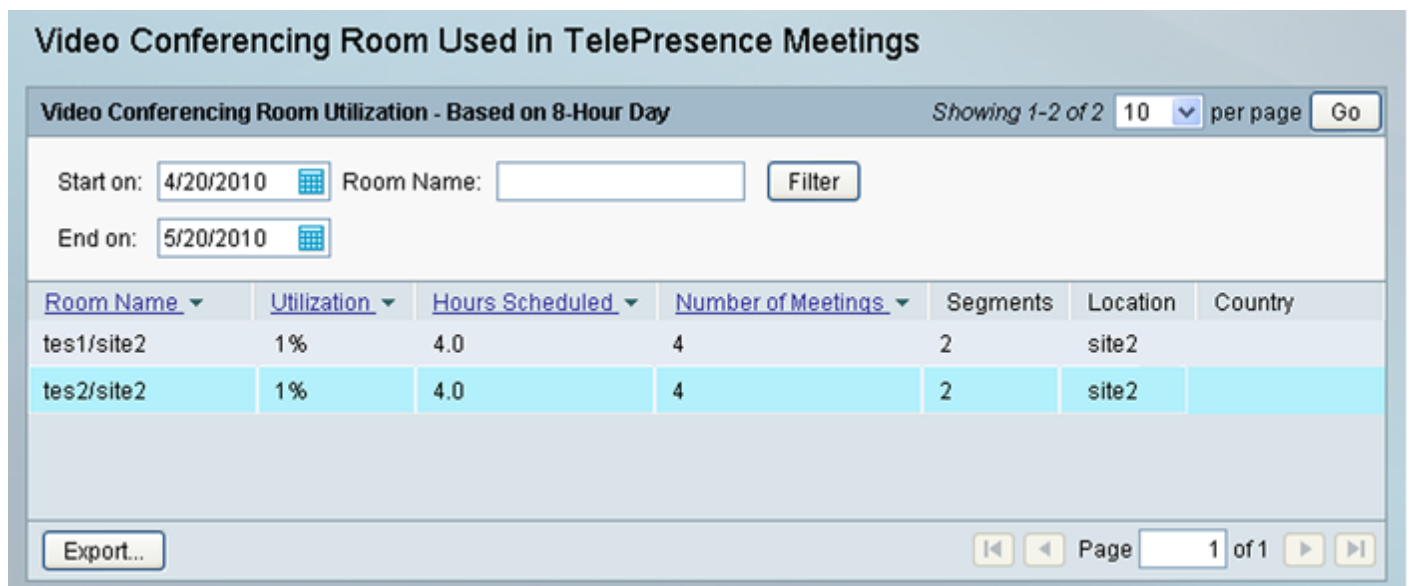 Video Conferencing Room Used in TelePresence Meetings
Video Conferencing Room Utilization - Based on 8-Hour Day Showing 1-2 of 2 10 per page Go
Start on: 4/20/2010 Room Name: Filter
End on: 5/20/2010
Room Name Utilization Hours Scheduled Number of Meetings Segments Location Country
tes1/site2 1% 4.0 4 2 site2
tes2/site2 1% 4.0 4 2 site2
Export... Page 1 of 1